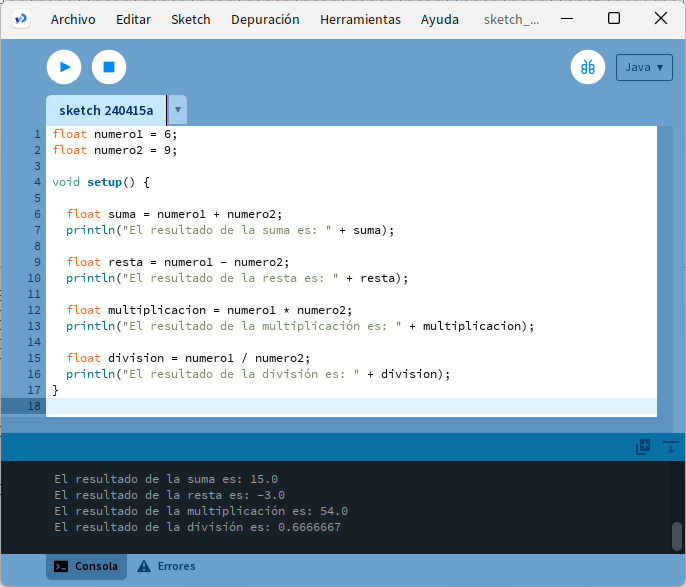 Archivo Editar Sketch Depuración Herramientas Ayuda sketch_...
Java ▾
sketch 240415a ▾
1 float numero1 = 6;
2 float numero2 = 9;
3
4 void setup() {
5
6 float suma = numero1 + numero2;
7 println("El resultado de la suma es: " + suma);
8
9 float resta = numero1 - numero2;
10 println("El resultado de la resta es: " + resta);
11
12 float multiplicacion = numero1 * numero2;
13 println("El resultado de la multiplicación es: " + multiplicacion);
14
15 float division = numero1 / numero2;
16 println("El resultado de la división es: " + division);
17 }
18
El resultado de la suma es: 15.0
El resultado de la resta es: -3.0
El resultado de la multiplicación es: 54.0
El resultado de la división es: 0.6666667
Consola Errores